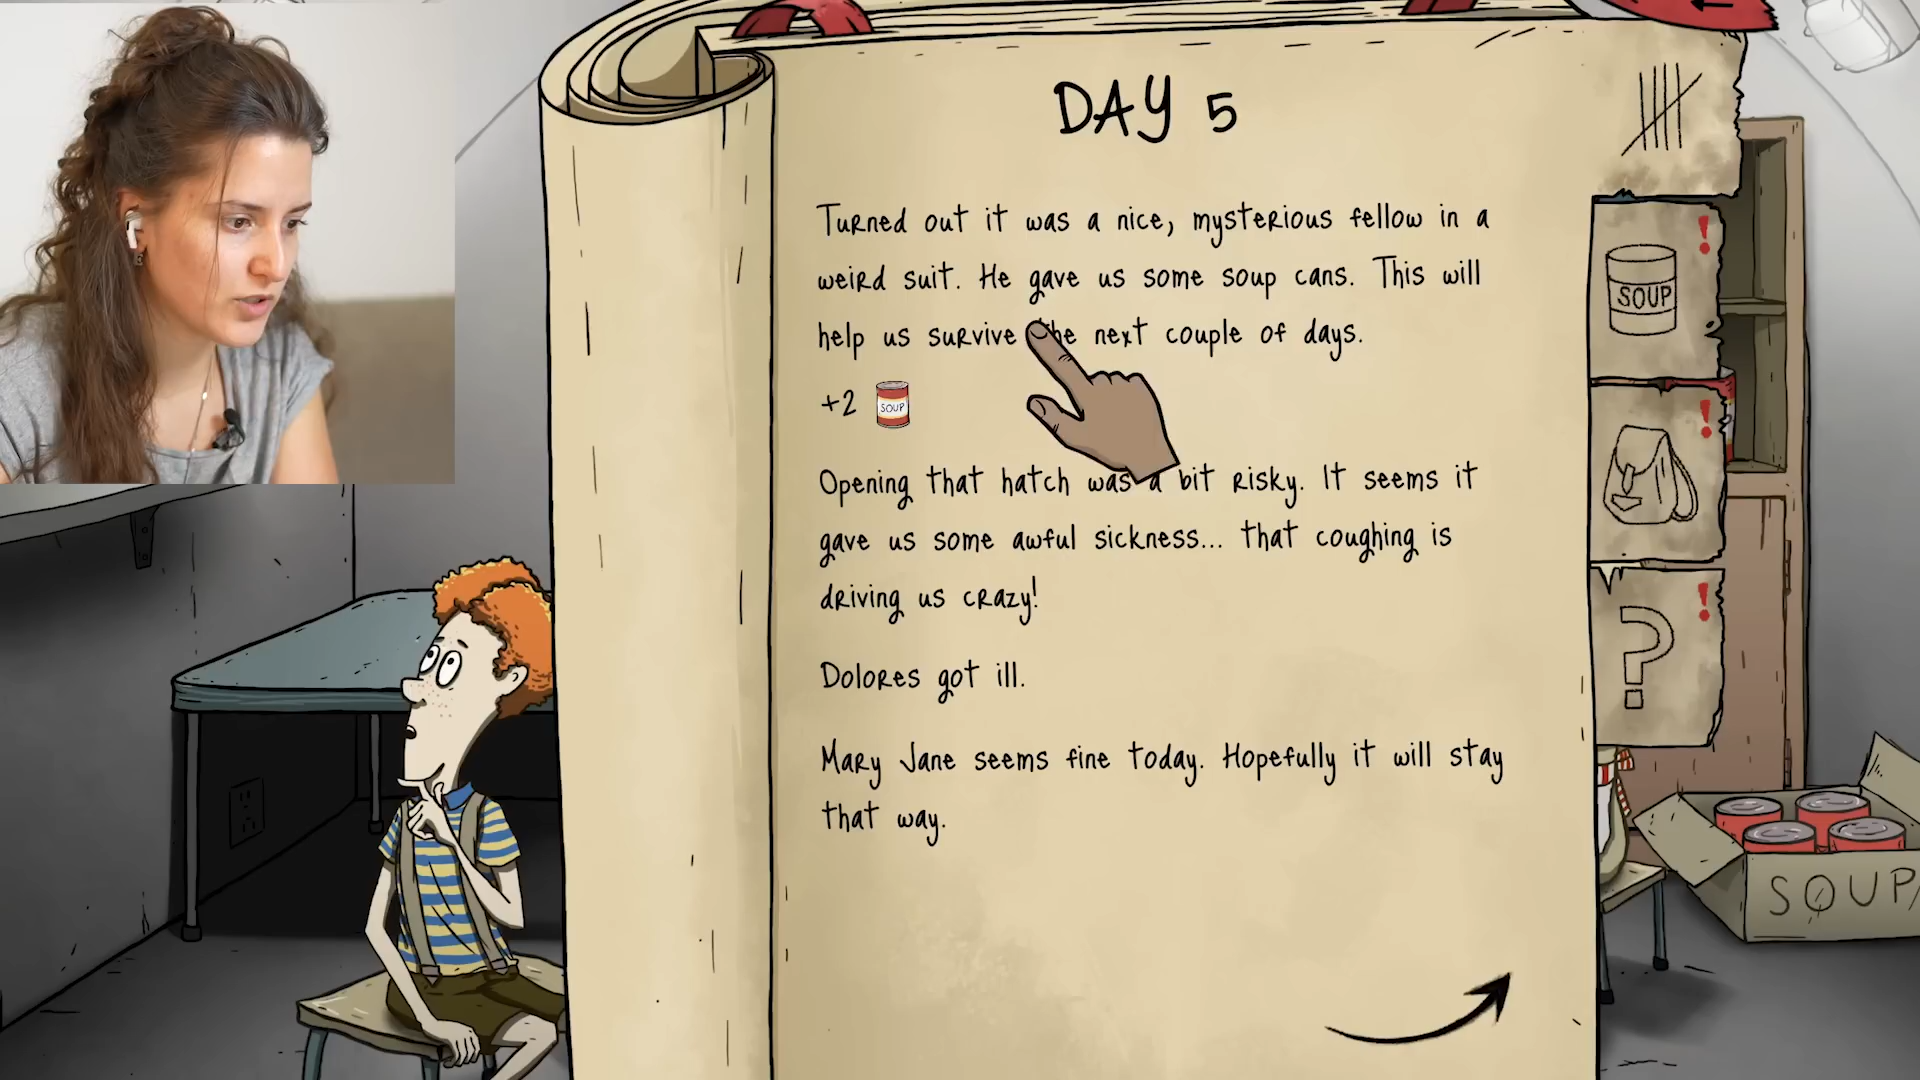 DAY 5
Turned out it was a nice, mysterious fellow in a
weird suit. He gave us some soup cans. This will
help us survive the next couple of days.
+2 SOUP
Opening that hatch was a bit risky. It seems it
gave us some awful sickness... that coughing is
driving us crazy!
Dolores got ill.
Mary Jane seems fine today. Hopefully it will stay
that way.
!
SOUP
!
!
?
SOUP